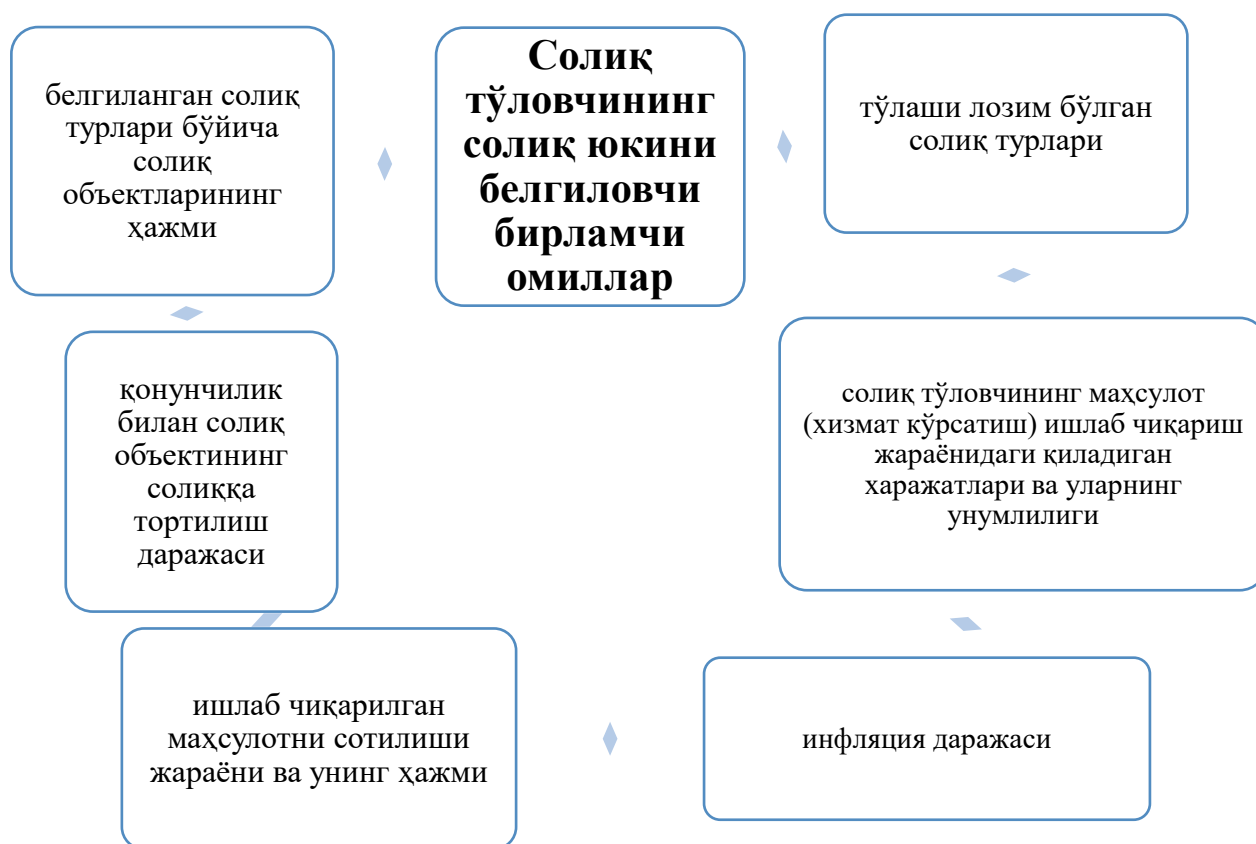 Солиқ
тўловчининг
солиқ юкини
белгиловчи
бирламчи
омиллар
тўлаши лозим бўлган
солиқ турлари
солиқ тўловчининг маҳсулот
(хизмат кўрсатиш) ишлаб чиқариш
жараёнидаги қиладиган
харажатлари ва уларнинг
унумлилиги
инфляция даражаси
ишлаб чиқарилган
маҳсулотни сотилиши
жараёни ва унинг ҳажми
қонунчилик
билан солиқ
объектининг
солиққа
тортилиш
даражаси
белгиланган солиқ
турлари бўйича
солиқ
объектларининг
ҳажми